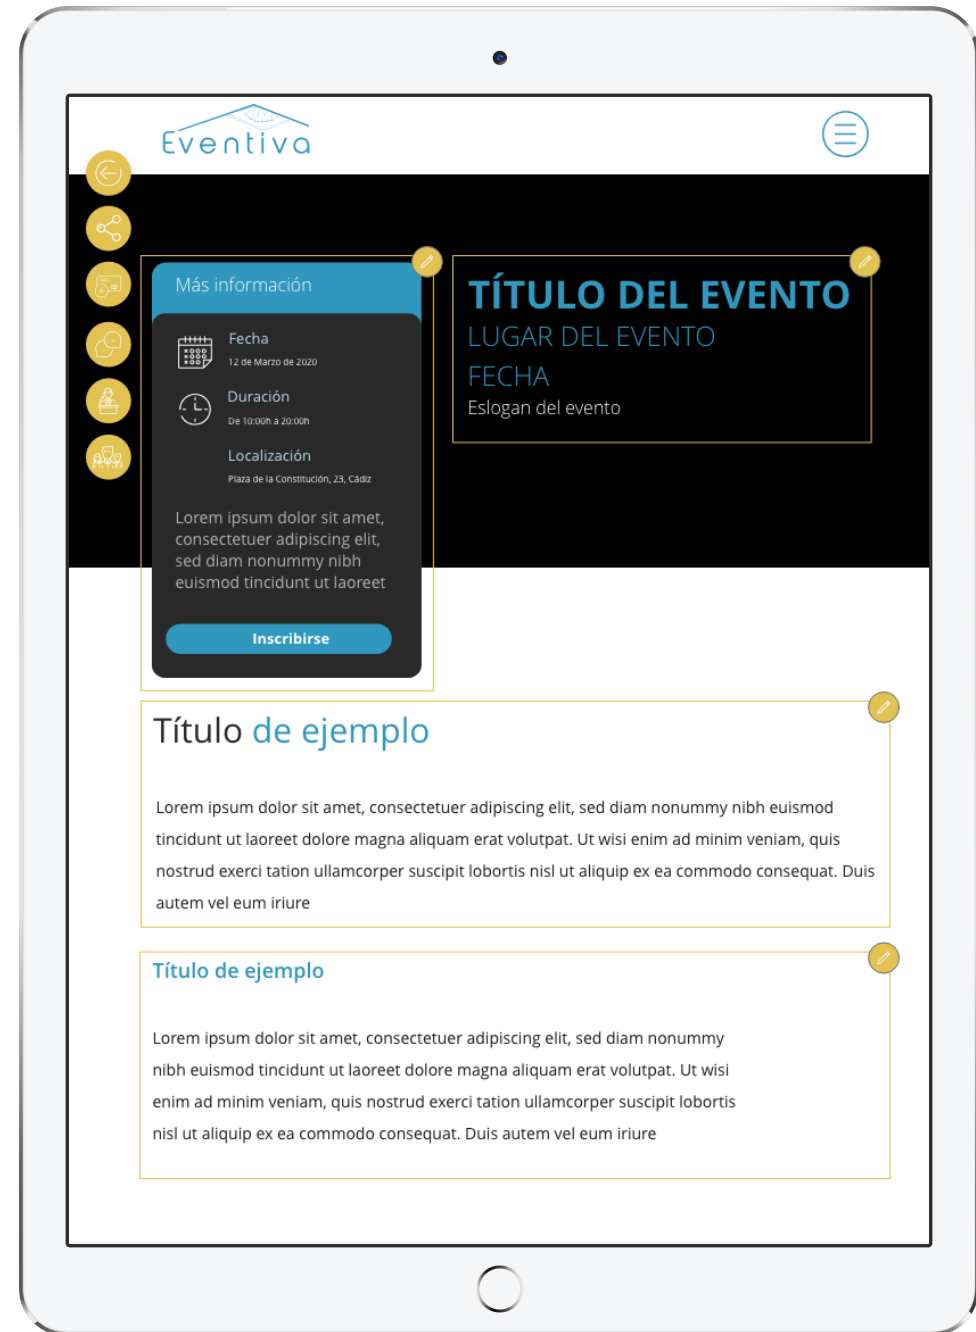 Eventiva
Más información
Fecha
12 de Marzo de 2020
Duración
De 10:00h a 20:00h
Localización
Plaza de la Constitución, 23, Cádiz
Lorem ipsum dolor sit amet,
consectetuer adipiscing elit,
sed diam nonummy nibh
euismod tincidunt ut laoreet
Inscribirse
TÍTULO DEL EVENTO
LUGAR DEL EVENTO
FECHA
Eslogan del evento
Título de ejemplo
Lorem ipsum dolor sit amet, consectetuer adipiscing elit, sed diam nonummy nibh euismod
tincidunt ut laoreet dolore magna aliquam erat volutpat. Ut wisi enim ad minim veniam, quis
nostrud exerci tation ullamcorper suscipit lobortis nisl ut aliquip ex ea commodo consequat. Duis
autem vel eum iriure
Título de ejemplo
Lorem ipsum dolor sit amet, consectetuer adipiscing elit, sed diam nonummy
nibh euismod tincidunt ut laoreet dolore magna aliquam erat volutpat. Ut wisi
enim ad minim veniam, quis nostrud exerci tation ullamcorper suscipit lobortis
nisl ut aliquip ex ea commodo consequat. Duis autem vel eum iriure